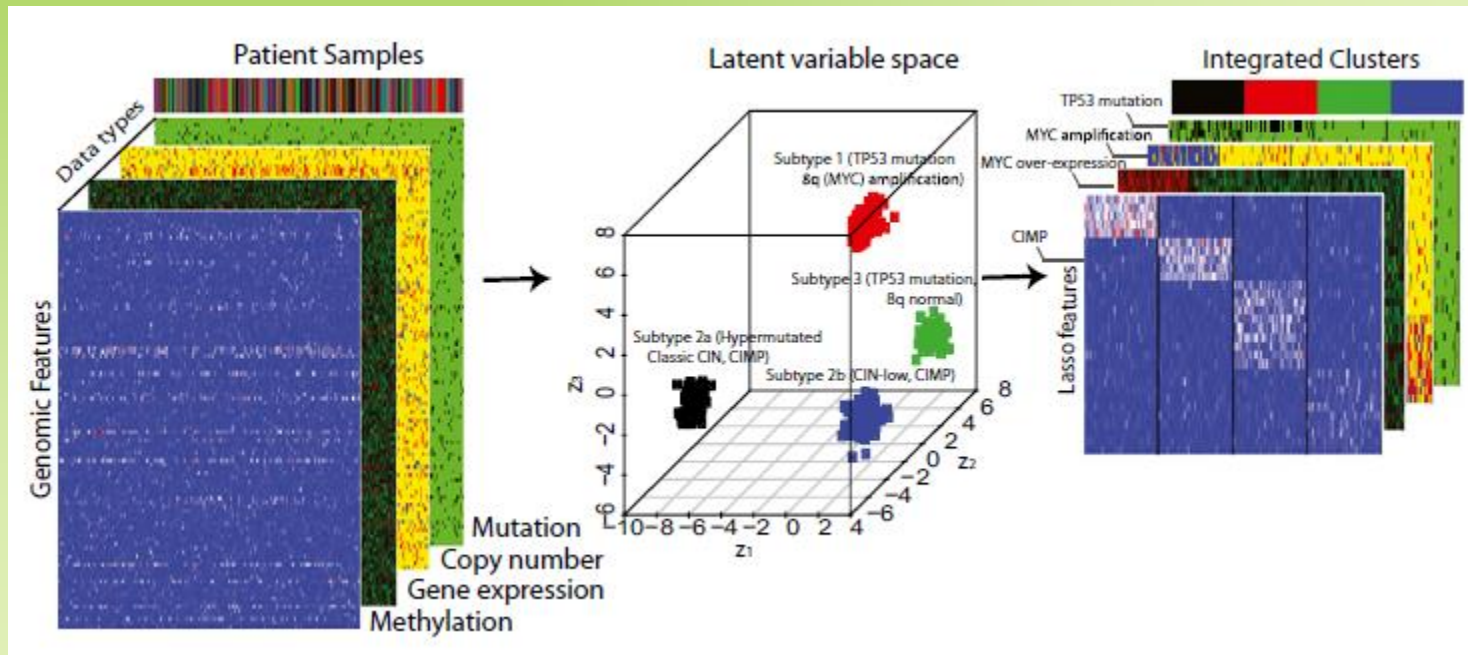 Patient Samples
Data types
Genomic Features
Mutation
Copy number
Gene expression
Methylation
Latent variable space
Subtype 1 (TP53 mutation
8q (MYC) amplification)
Subtype 3 (TP53 mutation,
8q normal)
Subtype 2a (Hypermutated
Classic CIN, CIMP)
Subtype 2b (CIN-low, CIMP)
8
6
4
2
0
-2
-4
-6
z3
-10 -8 -6 -4 -2 0 2 4
z1
-6
-4
-2
0
2
4
6
8
z2
Integrated Clusters
TP53 mutation
MYC amplification
MYC over-expression
CIMP
Lasso features